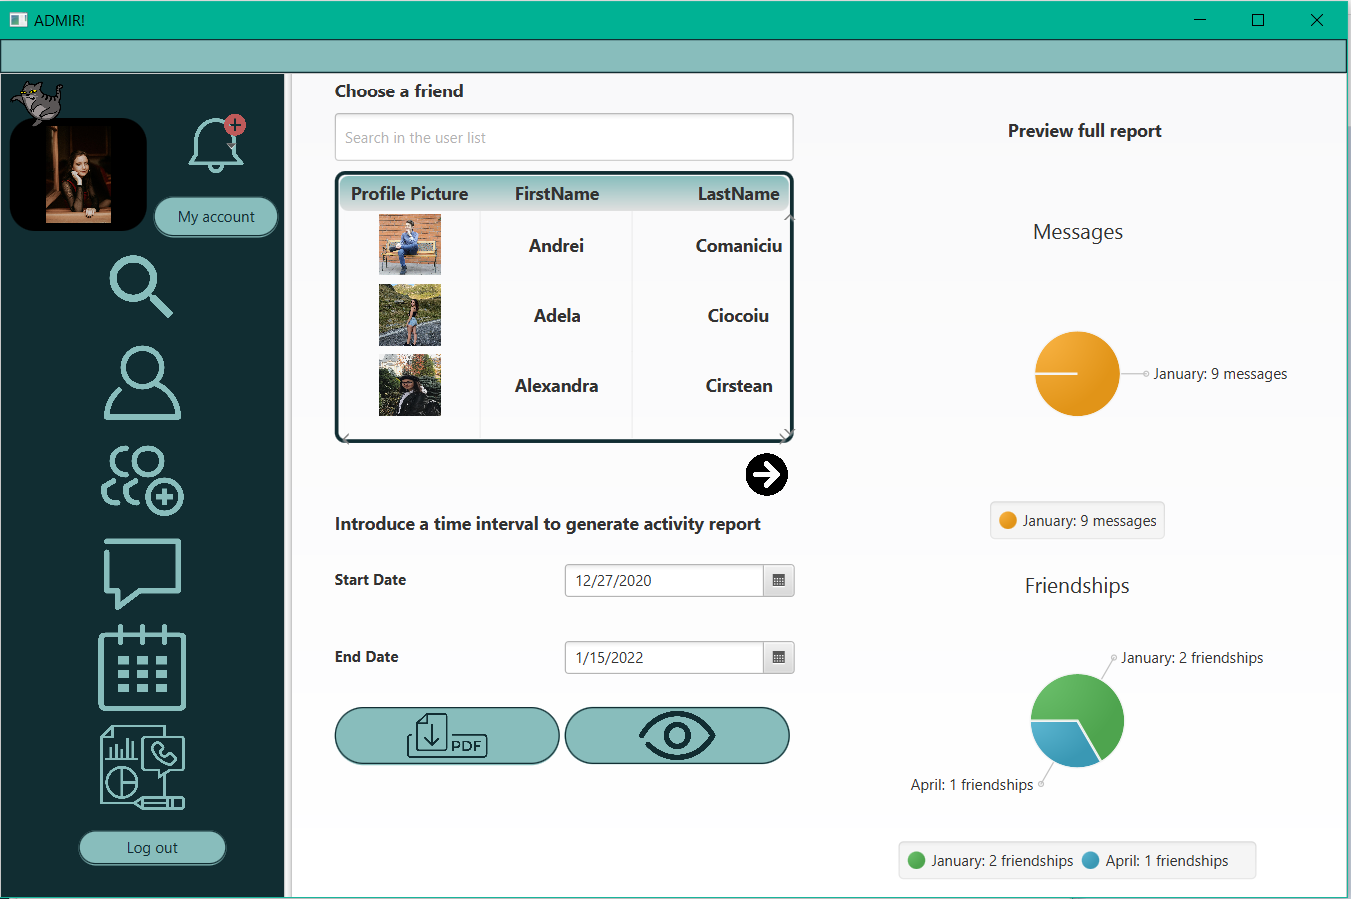 ADMIR!
My account
Log out
Choose a friend
Search in the user list
Profile Picture FirstName LastName
Andrei Comaniciu
Adela Ciocoiu
Alexandra Cirstean
Introduce a time interval to generate activity report
Start Date 12/27/2020
End Date 1/15/2022
PDF
Preview full report
Messages
January: 9 messages
January: 9 messages
Friendships
January: 2 friendships
April: 1 friendships
January: 2 friendships April: 1 friendships